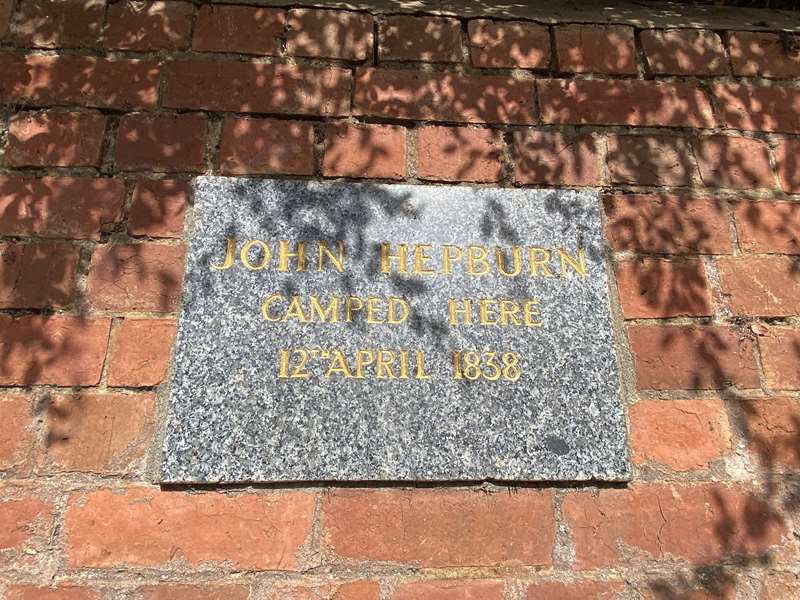 JOHN HEPBURN
CAMPED HERE
12TH APRIL 1838